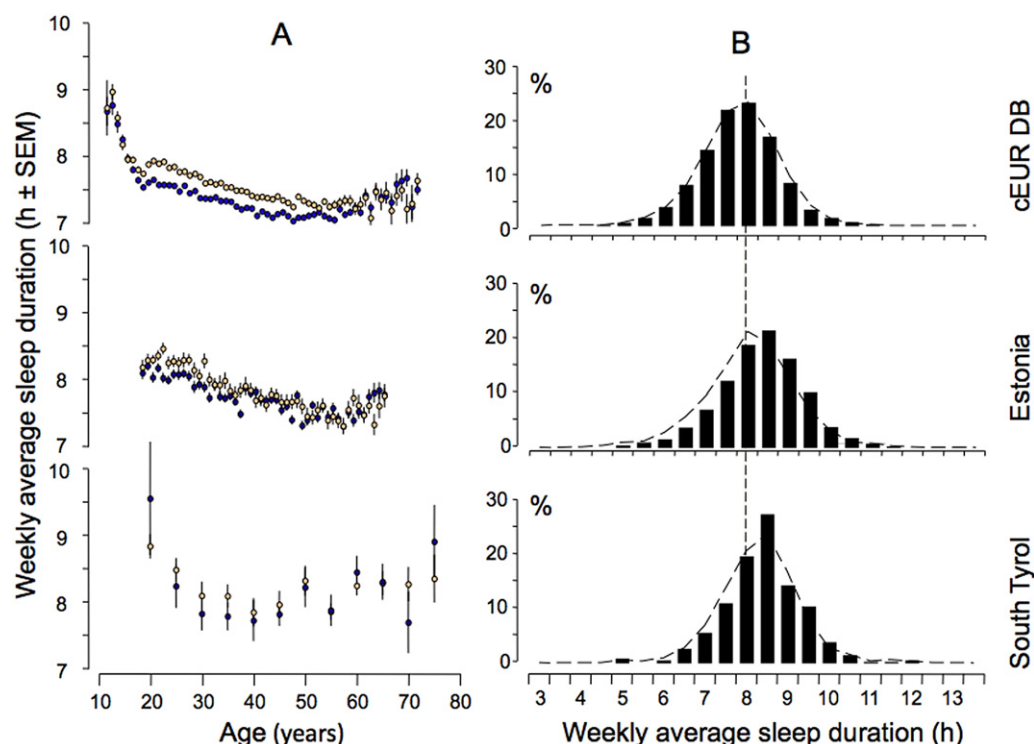 A
B
Weekly average sleep duration (h ± SEM)
10
9
8
7
10
9
8
7
10
9
8
7
10 20 30 40 50 60 70 80
Age (years)
30
20
10
0
%
cEUR DB
30
20
10
0
%
Estonia
30
20
10
0
%
South Tyrol
3 4 5 6 7 8 9 10 11 12 13
Weekly average sleep duration (h)